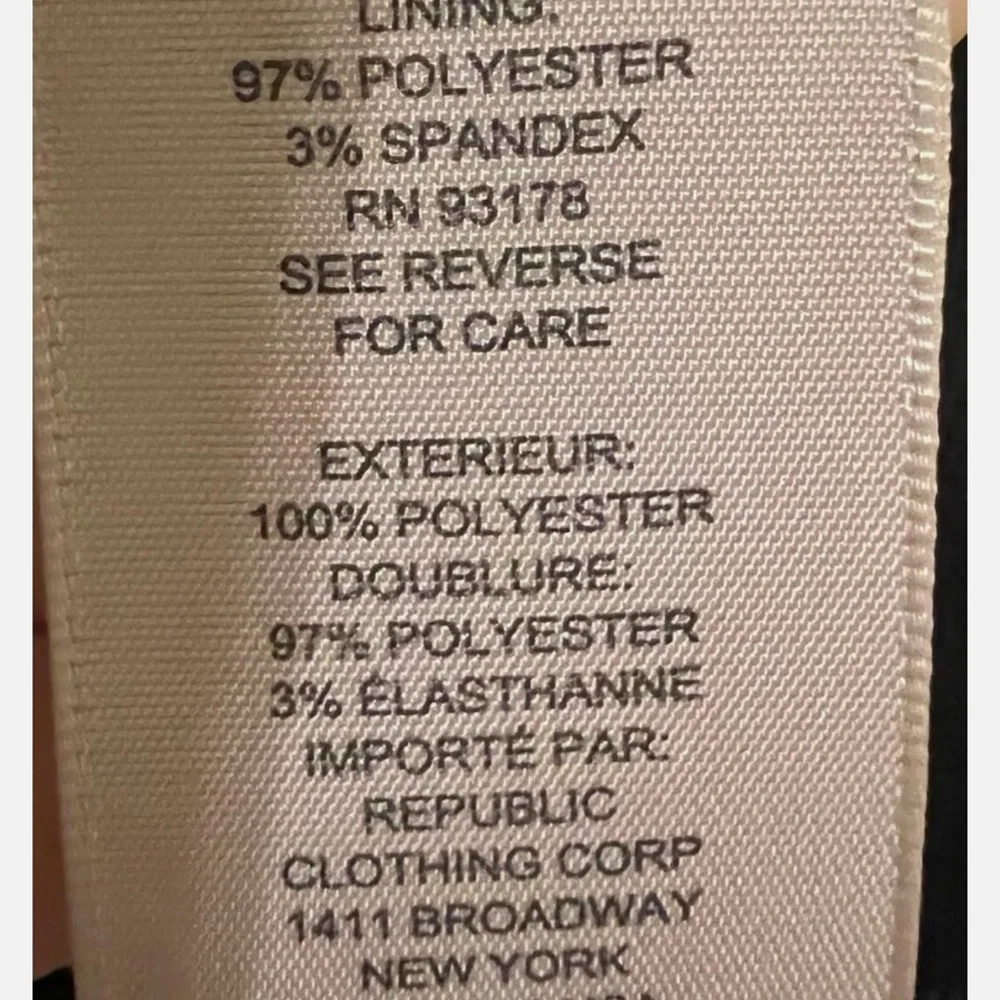 LINING:
97% POLYESTER
3% SPANDEX
RN 93178
SEE REVERSE
FOR CARE
EXTERIEUR:
100% POLYESTER
DOUBLURE:
97% POLYESTER
3% ÉLASTHANNE
IMPORTÉ PAR:
REPUBLIC
CLOTHING CORP
1411 BROADWAY
NEW YORK